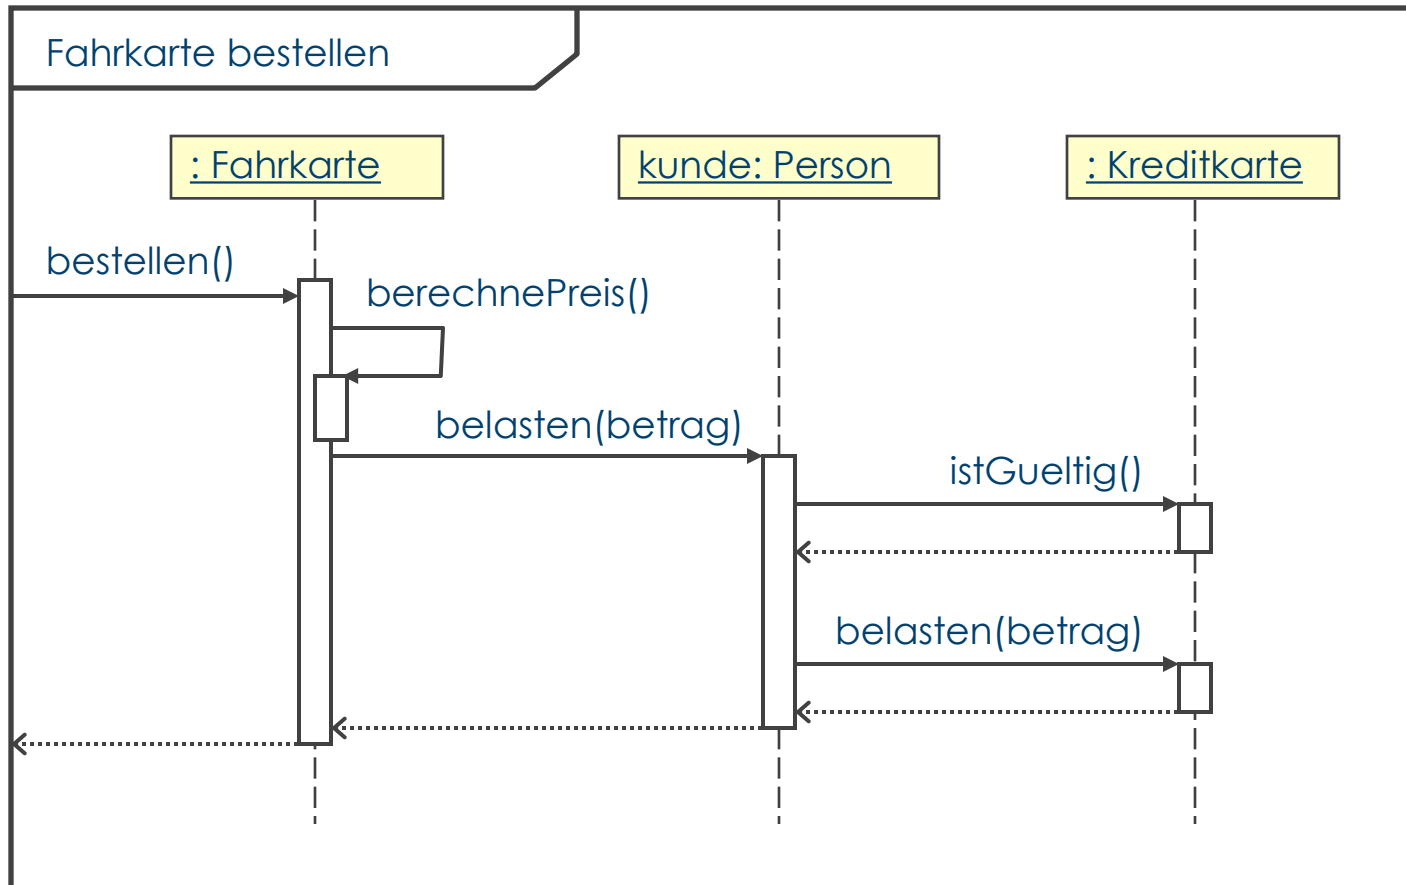 Fahrkarte bestellen
: Fahrkarte
kunde: Person
: Kreditkarte
bestellen()
berechnePreis()
belasten(betrag)
istGueltig()
belasten(betrag)